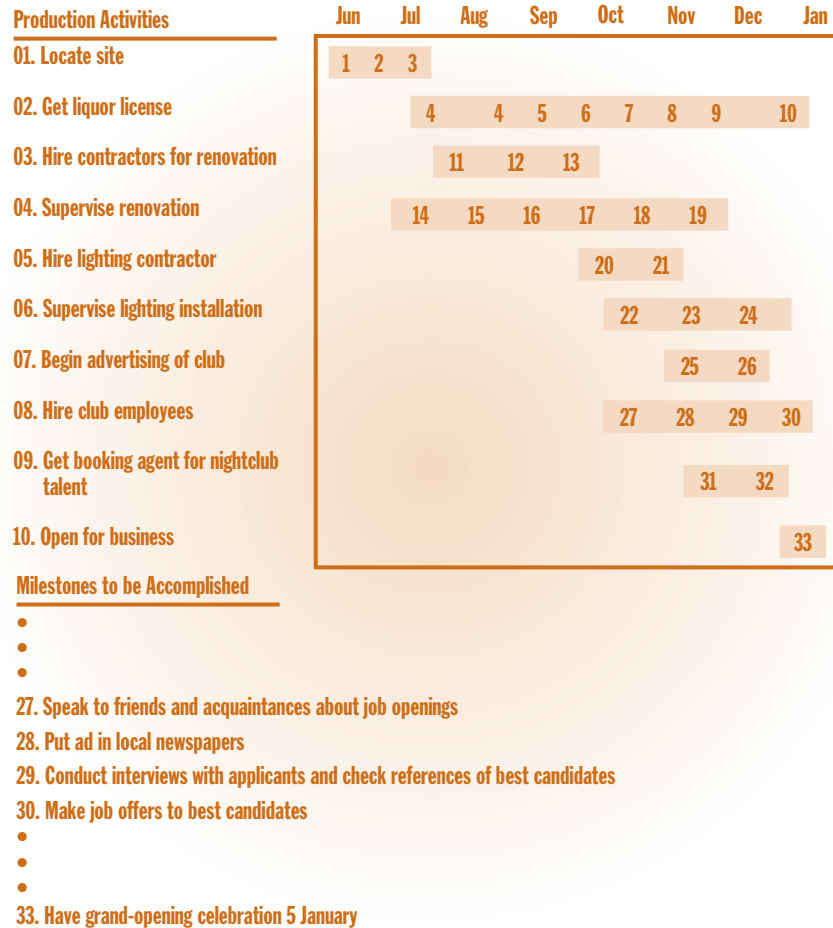 Production Activities
Jun Jul Aug Sep Oct Nov Dec Jan
01. Locate site
1 2 3
02. Get liquor license
4 4 5 6 7 8 9 10
03. Hire contractors for renovation
11 12 13
04. Supervise renovation
14 15 16 17 18 19
05. Hire lighting contractor
20 21
06. Supervise lighting installation
22 23 24
07. Begin advertising of club
25 26
08. Hire club employees
27 28 29 30
09. Get booking agent for nightclub
talent
31 32
10. Open for business
33
Milestones to be Accomplished
•
•
•
27. Speak to friends and acquaintances about job openings
28. Put ad in local newspapers
29. Conduct interviews with applicants and check references of best candidates
30. Make job offers to best candidates
•
•
•
33. Have grand-opening celebration 5 January